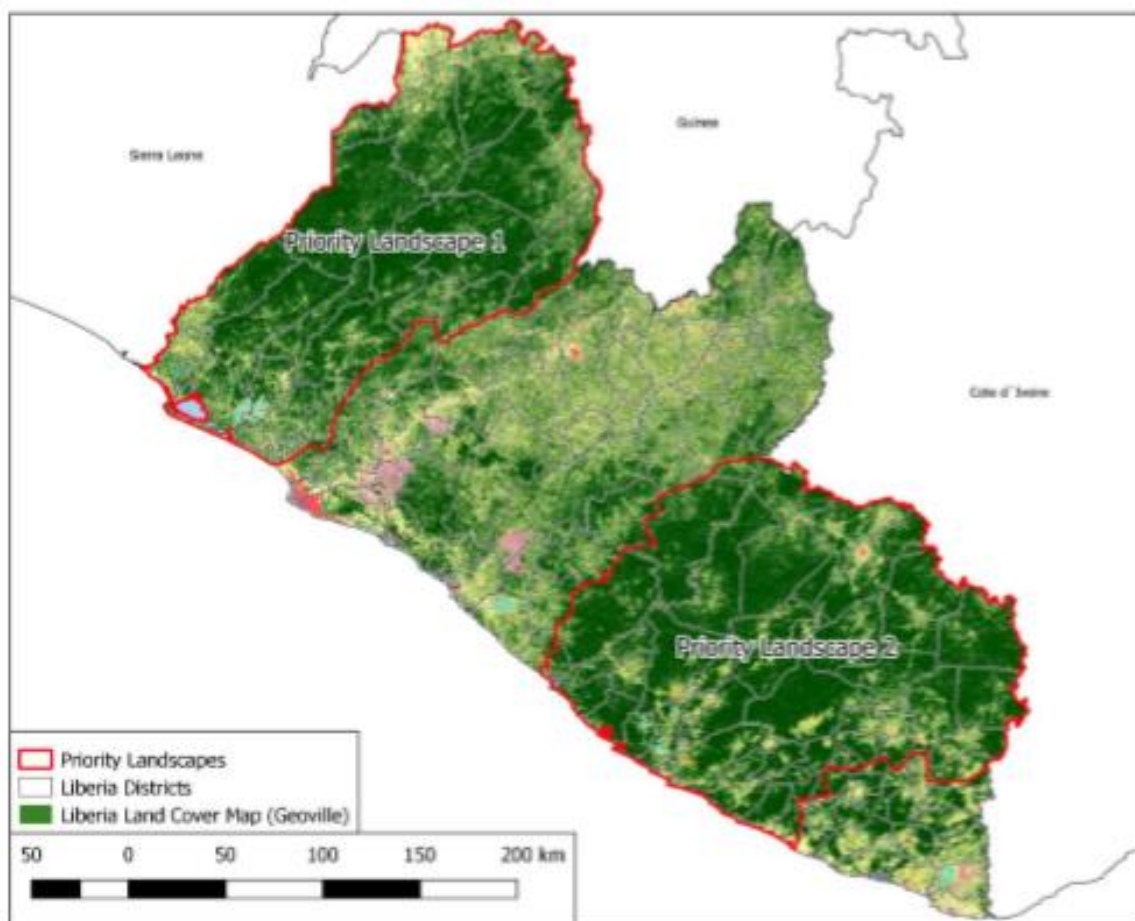 Guinea
Sierra Leone
Priority Landscape 1
Côte d´Ivoire
Priority Landscape 2
Priority Landscapes
Liberia Districts
Liberia Land Cover Map (Geoville)
50 0 50 100 150 200 km